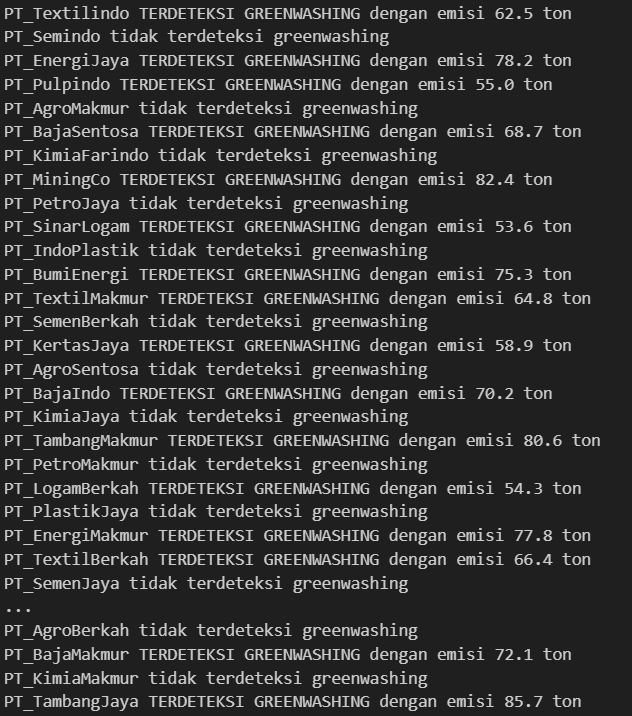 PT_Textilindo TERDETEKSI GREENWASHING dengan emisi 62.5 ton
PT_Semindo tidak terdeteksi greenwashing
PT_EnergiJaya TERDETEKSI GREENWASHING dengan emisi 78.2 ton
PT_Pulpindo TERDETEKSI GREENWASHING dengan emisi 55.0 ton
PT_AgroMakmur tidak terdeteksi greenwashing
PT_BajaSentosa TERDETEKSI GREENWASHING dengan emisi 68.7 ton
PT_KimiaFarindo tidak terdeteksi greenwashing
PT_MiningCo TERDETEKSI GREENWASHING dengan emisi 82.4 ton
PT_PetroJaya tidak terdeteksi greenwashing
PT_SinarLogam TERDETEKSI GREENWASHING dengan emisi 53.6 ton
PT_IndoPlastik tidak terdeteksi greenwashing
PT_BumiEnergi TERDETEKSI GREENWASHING dengan emisi 75.3 ton
PT_TextilMakmur TERDETEKSI GREENWASHING dengan emisi 64.8 ton
PT_SemenBerkah tidak terdeteksi greenwashing
PT_KertasJaya TERDETEKSI GREENWASHING dengan emisi 58.9 ton
PT_AgroSentosa tidak terdeteksi greenwashing
PT_BajaIndo TERDETEKSI GREENWASHING dengan emisi 70.2 ton
PT_KimiaJaya tidak terdeteksi greenwashing
PT_TambangMakmur TERDETEKSI GREENWASHING dengan emisi 80.6 ton
PT_PetroMakmur tidak terdeteksi greenwashing
PT_LogamBerkah TERDETEKSI GREENWASHING dengan emisi 54.3 ton
PT_PlastikJaya tidak terdeteksi greenwashing
PT_EnergiMakmur TERDETEKSI GREENWASHING dengan emisi 77.8 ton
PT_TextilBerkah TERDETEKSI GREENWASHING dengan emisi 66.4 ton
PT_SemenJaya tidak terdeteksi greenwashing
...
PT_AgroBerkah tidak terdeteksi greenwashing
PT_BajaMakmur TERDETEKSI GREENWASHING dengan emisi 72.1 ton
PT_KimiaMakmur tidak terdeteksi greenwashing
PT_TambangJaya TERDETEKSI GREENWASHING dengan emisi 85.7 ton